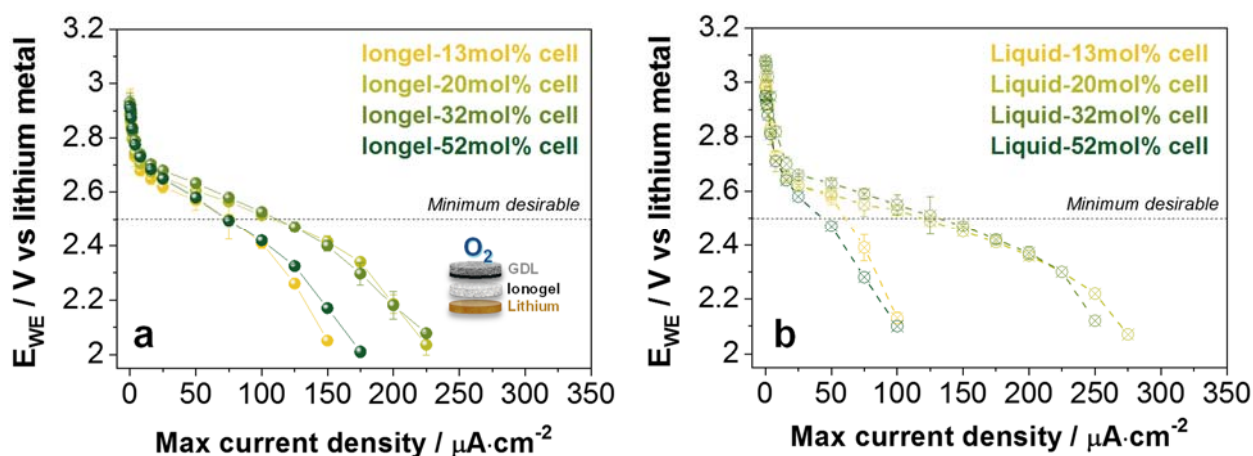 Iongel-13mol% cell
Iongel-20mol% cell
Iongel-32mol% cell
Iongel-52mol% cell
Minimum desirable
O2
GDL
Ionogel
Lithium
a
3.2
3
2.8
2.6
2.4
2.2
2
E_WE / V vs lithium metal
0 50 100 150 200 250 300 350
Max current density / μA·cm⁻²
Liquid-13mol% cell
Liquid-20mol% cell
Liquid-32mol% cell
Liquid-52mol% cell
Minimum desirable
b
3.2
3
2.8
2.6
2.4
2.2
2
E_WE / V vs lithium metal
0 50 100 150 200 250 300 350
Max current density / μA·cm⁻²